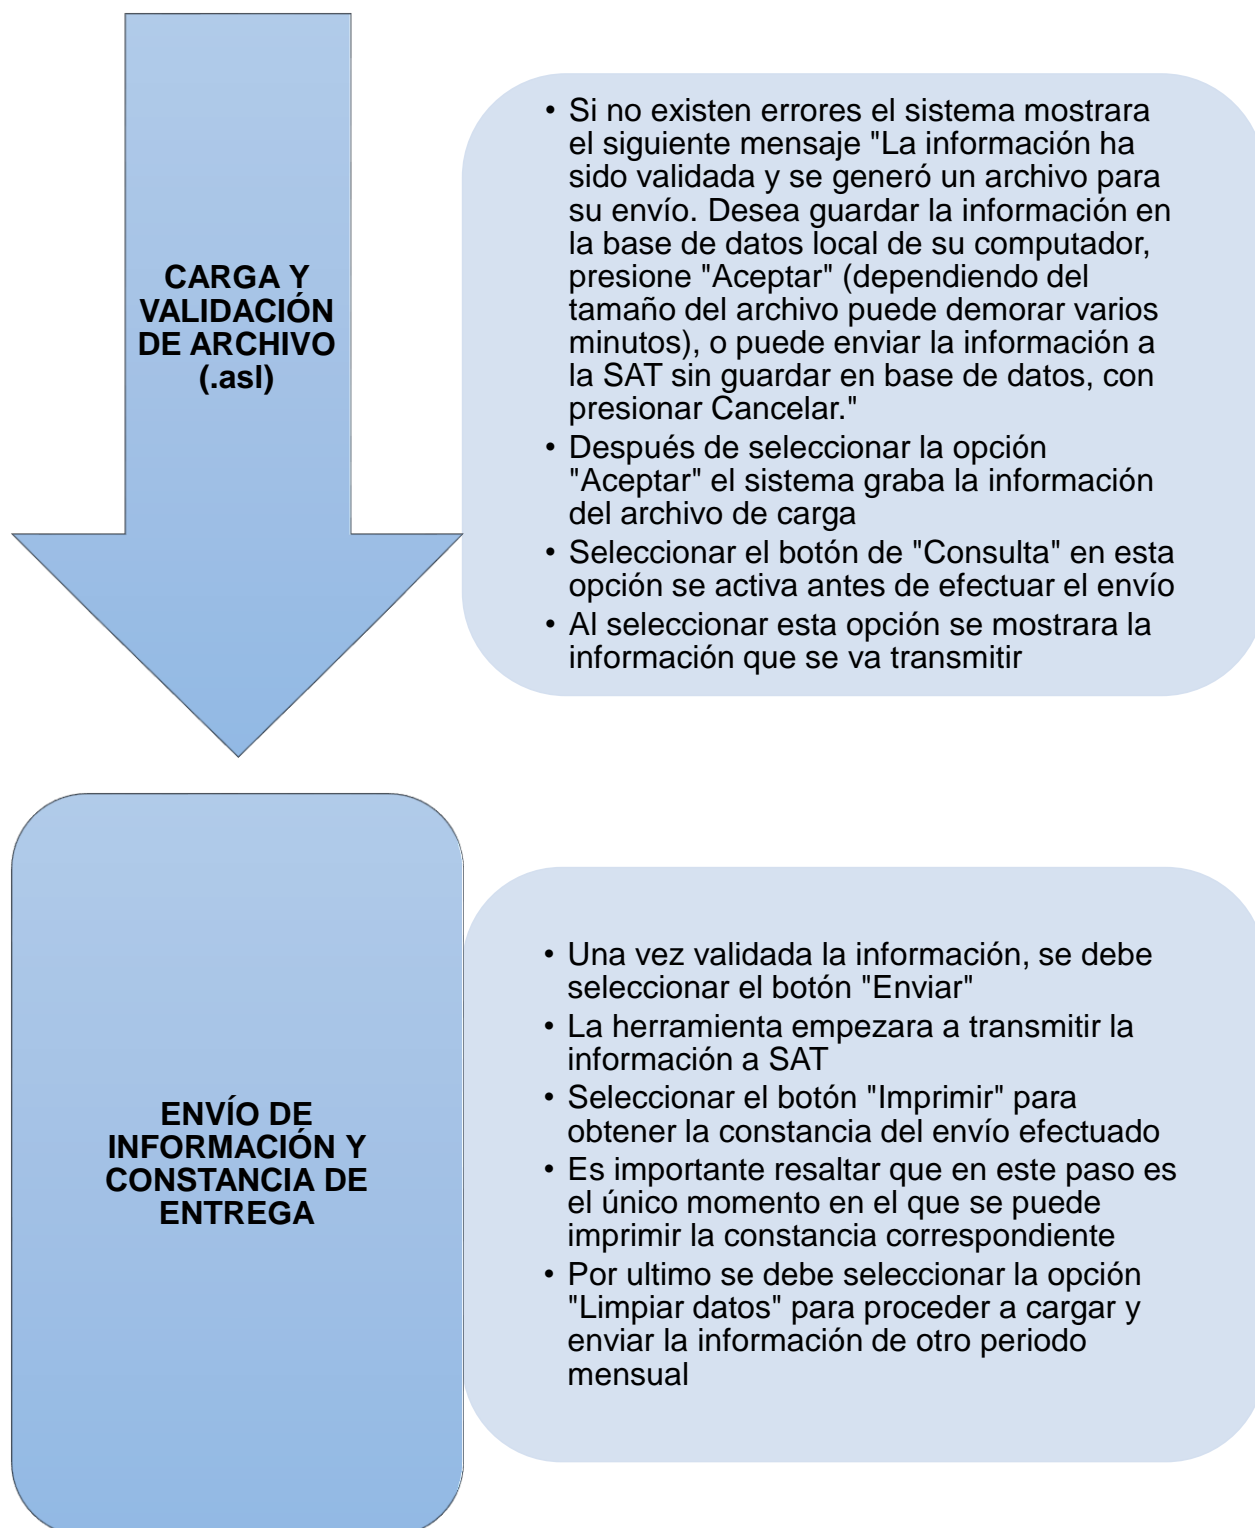 CARGA Y
VALIDACIÓN
DE ARCHIVO
(.asl)
• Si no existen errores el sistema mostrara
el siguiente mensaje "La información ha
sido validada y se generó un archivo para
su envío. Desea guardar la información en
la base de datos local de su computador,
presione "Aceptar" (dependiendo del
tamaño del archivo puede demorar varios
minutos), o puede enviar la información a
la SAT sin guardar en base de datos, con
presionar Cancelar."
• Después de seleccionar la opción
"Aceptar" el sistema graba la información
del archivo de carga
• Seleccionar el botón de "Consulta" en esta
opción se activa antes de efectuar el envío
• Al seleccionar esta opción se mostrara la
información que se va transmitir
ENVÍO DE
INFORMACIÓN Y
CONSTANCIA DE
ENTREGA
• Una vez validada la información, se debe
seleccionar el botón "Enviar"
• La herramienta empezara a transmitir la
información a SAT
• Seleccionar el botón "Imprimir" para
obtener la constancia del envío efectuado
• Es importante resaltar que en este paso es
el único momento en el que se puede
imprimir la constancia correspondiente
• Por ultimo se debe seleccionar la opción
"Limpiar datos" para proceder a cargar y
enviar la información de otro periodo
mensual